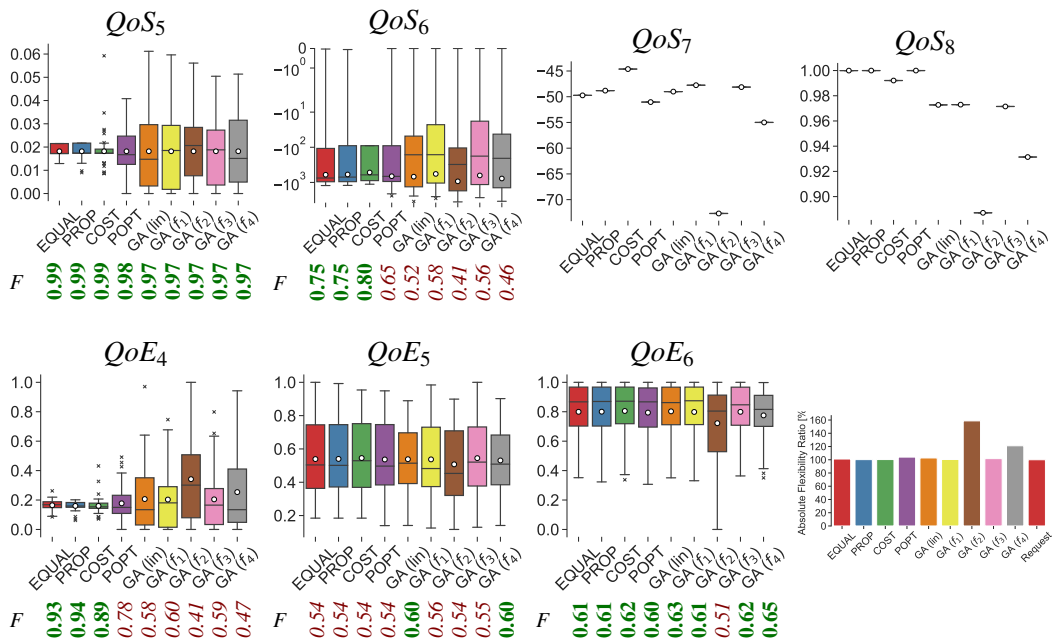 QoS5
0.06
0.05
0.04
0.03
0.02
0.01
0.00
EQUAL
PROP
COST
POPT
GA (lin)
GA (f1)
GA (f2)
GA (f3)
GA (f4)
F 0.99 0.99 0.99 0.98 0.97 0.97 0.97 0.97 0.97
QoS6
0
−10^0
−10^1
−10^2
−10^3
EQUAL
PROP
COST
POPT
GA (lin)
GA (f1)
GA (f2)
GA (f3)
GA (f4)
F 0.75 0.75 0.80 0.65 0.52 0.58 0.41 0.56 0.46
QoS7
−45
−50
−55
−60
−65
−70
EQUAL
PROP
COST
POPT
GA (lin)
GA (f1)
GA (f2)
GA (f3)
GA (f4)
QoS8
1.00
0.98
0.96
0.94
0.92
0.90
EQUAL
PROP
COST
POPT
GA (lin)
GA (f1)
GA (f2)
GA (f3)
GA (f4)
QoE4
1.0
0.8
0.6
0.4
0.2
0.0
EQUAL
PROP
COST
POPT
GA (lin)
GA (f1)
GA (f2)
GA (f3)
GA (f4)
F 0.93 0.94 0.89 0.78 0.58 0.60 0.41 0.59 0.47
QoE5
1.0
0.8
0.6
0.4
0.2
EQUAL
PROP
COST
POPT
GA (lin)
GA (f1)
GA (f2)
GA (f3)
GA (f4)
F 0.54 0.54 0.54 0.54 0.60 0.56 0.54 0.55 0.60
QoE6
1.0
0.8
0.6
0.4
0.2
0.0
EQUAL
PROP
COST
POPT
GA (lin)
GA (f1)
GA (f2)
GA (f3)
GA (f4)
F 0.61 0.61 0.62 0.60 0.63 0.61 0.51 0.62 0.65
Absolute Flexibility Ratio [%
160
140
120
100
80
60
40
20
0
EQUAL
PROP
COST
POPT
GA (lin)
GA (f1)
GA (f2)
GA (f3)
GA (f4)
Request